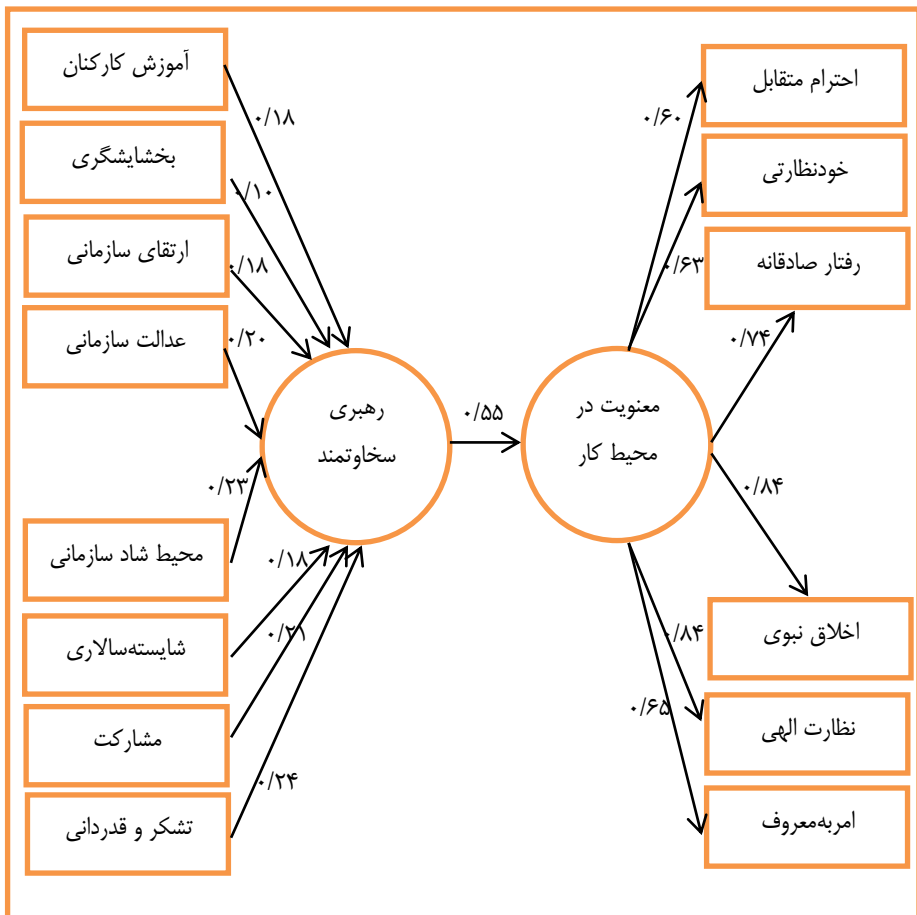 آموزش کارکنان
بخشایشگری
ارتقای سازمانی
عدالت سازمانی
محیط شاد سازمانی
شایسته‌سالاری
مشارکت
تشکر و قدردانی
۰/۱۸
۰/۱۰
۰/۱۸
۰/۲۰
۰/۲۳
۰/۱۸
۰/۲۱
۰/۲۴
رهبری
سخاوتمند
۰/۵۵
معنویت در
محیط کار
۰/۶۰
۰/۶۳
۰/۷۴
۰/۸۴
۰/۸۴
۰/۶۵
احترام متقابل
خودنظارتی
رفتار صادقانه
اخلاق نبوی
نظارت الهی
امربه‌معروف